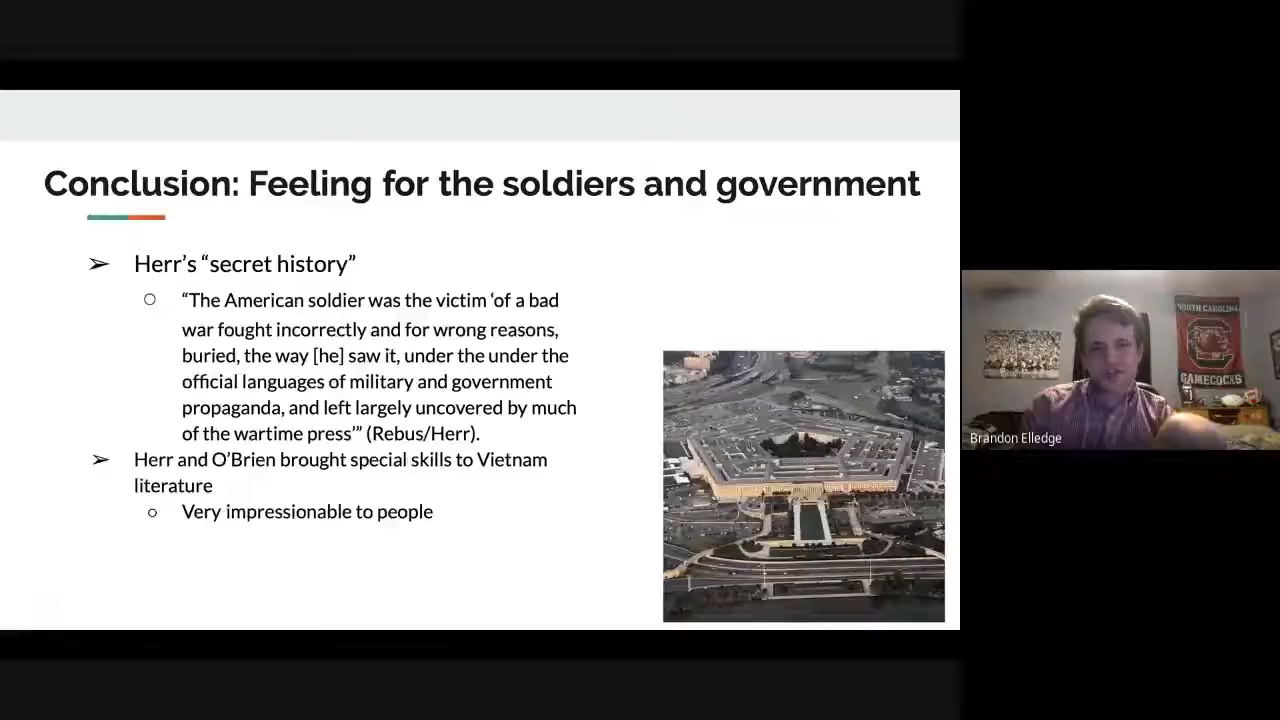 Conclusion: Feeling for the soldiers and government
➢ Herr’s “secret history”
○ “The American soldier was the victim ‘of a bad
war fought incorrectly and for wrong reasons,
buried, the way [he] saw it, under the under the
official languages of military and government
propaganda, and left largely uncovered by much
of the wartime press’” (Rebus/Herr).
➢ Herr and O’Brien brought special skills to Vietnam
literature
○ Very impressionable to people
NORTH CAROLINA
C
GAMECOCKS
Brandon Elledge